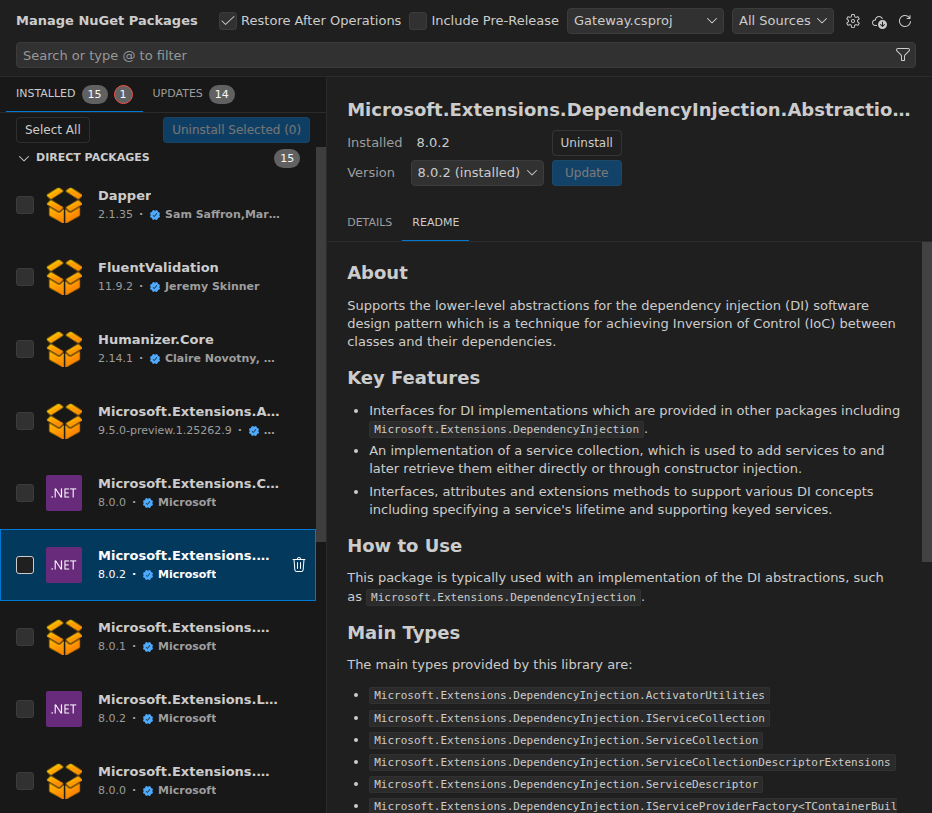 Manage NuGet Packages
Restore After Operations
Include Pre-Release
Gateway.csproj
All Sources
Search or type @ to filter
INSTALLED 15 1
UPDATES 14
Select All
Uninstall Selected (0)
DIRECT PACKAGES 15
Dapper
2.1.35 · Sam Saffron,Mar...
FluentValidation
11.9.2 · Jeremy Skinner
Humanizer.Core
2.14.1 · Claire Novotny, ...
Microsoft.Extensions.A...
9.5.0-preview.1.25262.9 · ...
.NET
Microsoft.Extensions.C...
8.0.0 · Microsoft
.NET
Microsoft.Extensions....
8.0.2 · Microsoft
Microsoft.Extensions....
8.0.1 · Microsoft
.NET
Microsoft.Extensions.L...
8.0.2 · Microsoft
Microsoft.Extensions....
8.0.0 · Microsoft
Microsoft.Extensions.DependencyInjection.Abstractio...
Installed 8.0.2
Uninstall
Version
8.0.2 (installed)
Update
DETAILS
README
About
Supports the lower-level abstractions for the dependency injection (DI) software
design pattern which is a technique for achieving Inversion of Control (IoC) between
classes and their dependencies.
Key Features
• Interfaces for DI implementations which are provided in other packages including
Microsoft.Extensions.DependencyInjection.
• An implementation of a service collection, which is used to add services to and
later retrieve them either directly or through constructor injection.
• Interfaces, attributes and extensions methods to support various DI concepts
including specifying a service's lifetime and supporting keyed services.
How to Use
This package is typically used with an implementation of the DI abstractions, such
as Microsoft.Extensions.DependencyInjection.
Main Types
The main types provided by this library are:
• Microsoft.Extensions.DependencyInjection.ActivatorUtilities
• Microsoft.Extensions.DependencyInjection.IServiceCollection
• Microsoft.Extensions.DependencyInjection.ServiceCollection
• Microsoft.Extensions.DependencyInjection.ServiceCollectionDescriptorExtensions
• Microsoft.Extensions.DependencyInjection.ServiceDescriptor
• Microsoft.Extensions.DependencyInjection.IServiceProviderFactory<TContainerBuil